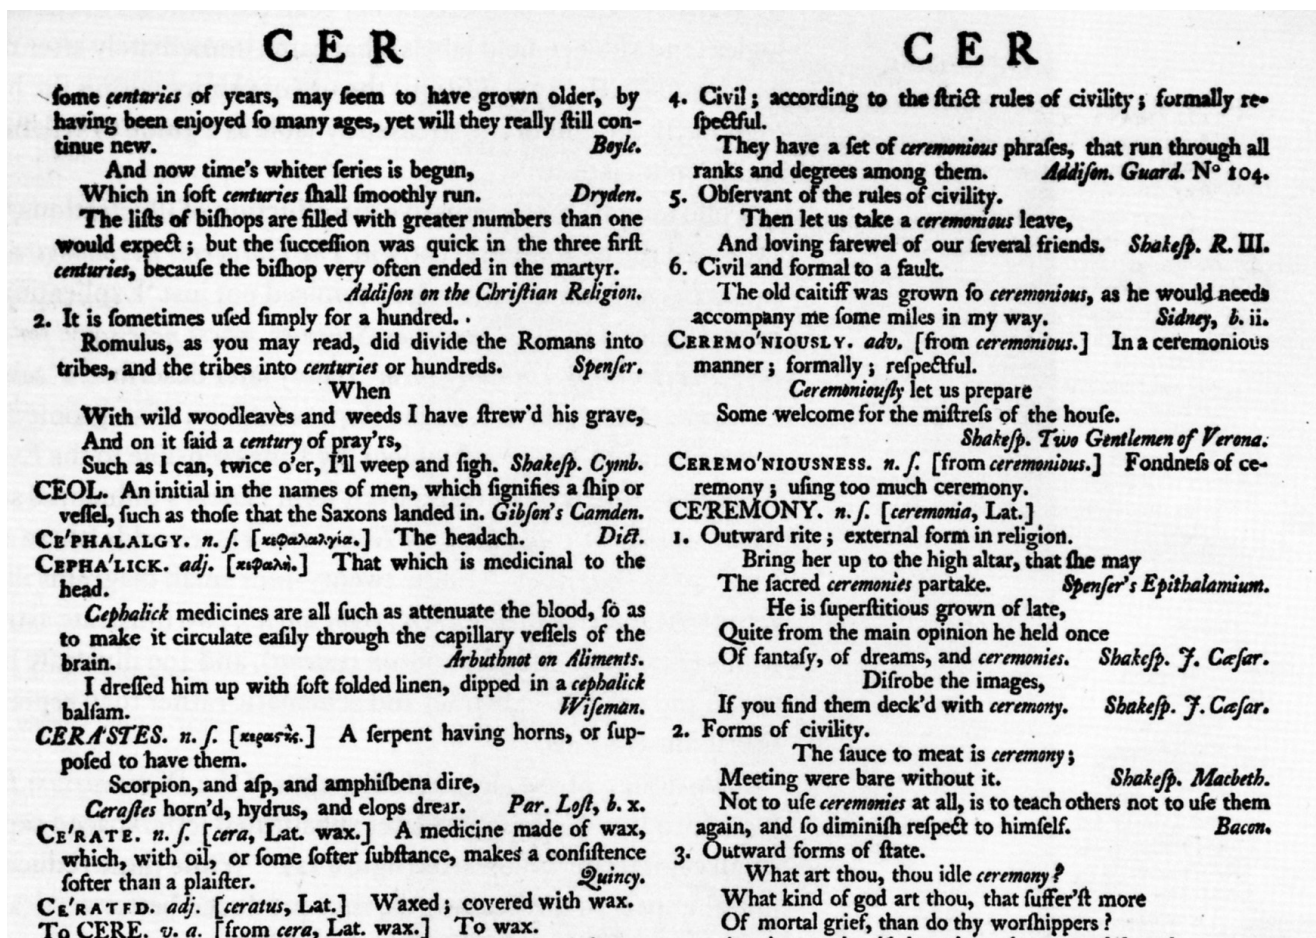 CER
ſome centuries of years, may ſeem to have grown older, by
having been enjoyed ſo many ages, yet will they really ſtill con-
tinue new. Boyle.
And now time's whiter ſeries is begun,
Which in ſoft centuries ſhall ſmoothly run. Dryden.
The liſts of biſhops are filled with greater numbers than one
would expect; but the ſucceſſion was quick in the three firſt
centuries, becauſe the biſhop very often ended in the martyr.
Addiſon on the Chriſtian Religion.
2. It is ſometimes uſed ſimply for a hundred.
Romulus, as you may read, did divide the Romans into
tribes, and the tribes into centuries or hundreds. Spenſer.
When
With wild woodleaves and weeds I have ſtrew'd his grave,
And on it ſaid a century of pray'rs,
Such as I can, twice o'er, I'll weep and ſigh. Shakeſp. Cymb.
CEOL. An initial in the names of men, which ſignifies a ſhip or
veſſel, ſuch as thoſe that the Saxons landed in. Gibſon's Camden.
CE'PHALALGY. n. ſ. [κεφαλαλγία.] The headach. Dict.
CEPHA'LICK. adj. [κεφαλὴ.] That which is medicinal to the
head.
Cephalick medicines are all ſuch as attenuate the blood, ſo as
to make it circulate eaſily through the capillary veſſels of the
brain. Arbuthnot on Aliments.
I dreſſed him up with ſoft folded linen, dipped in a cephalick
balſam. Wiſeman.
CERA'STES. n. ſ. [κεραστὴς.] A ſerpent having horns, or ſup-
poſed to have them.
Scorpion, and aſp, and amphiſbena dire,
Ceraſtes horn'd, hydrus, and elops drear. Par. Loſt, b. x.
CE'RATE. n. ſ. [cera, Lat. wax.] A medicine made of wax,
which, with oil, or ſome ſofter ſubſtance, makes a conſiſtence
ſofter than a plaiſter. Quincy.
CE'RATED. adj. [ceratus, Lat.] Waxed; covered with wax.
To CERE. v. a. [from cera, Lat. wax.] To wax.
CER
4. Civil; according to the ſtrict rules of civility; formally re-
ſpectful.
They have a ſet of ceremonious phraſes, that run through all
ranks and degrees among them. Addiſon. Guard. N° 104.
5. Obſervant of the rules of civility.
Then let us take a ceremonious leave,
And loving farewel of our ſeveral friends. Shakeſp. R. III.
6. Civil and formal to a fault.
The old caitiff was grown ſo ceremonious, as he would needs
accompany me ſome miles in my way. Sidney, b. ii.
CEREMO'NIOUSLY. adv. [from ceremonious.] In a ceremonious
manner; formally; reſpectful.
Ceremoniouſly let us prepare
Some welcome for the miſtreſs of the houſe.
Shakeſp. Two Gentlemen of Verona.
CEREMO'NIOUSNESS. n. ſ. [from ceremonious.] Fondneſs of ce-
remony; uſing too much ceremony.
CE'REMONY. n. ſ. [ceremonia, Lat.]
1. Outward rite; external form in religion.
Bring her up to the high altar, that ſhe may
The ſacred ceremonies partake. Spenſer's Epithalamium.
He is ſuperſtitious grown of late,
Quite from the main opinion he held once
Of fantaſy, of dreams, and ceremonies. Shakeſp. J. Cæſar.
Diſrobe the images,
If you find them deck'd with ceremony. Shakeſp. J. Cæſar.
2. Forms of civility.
The ſauce to meat is ceremony;
Meeting were bare without it. Shakeſp. Macbeth.
Not to uſe ceremonies at all, is to teach others not to uſe them
again, and ſo diminiſh reſpect to himſelf. Bacon.
3. Outward forms of ſtate.
What art thou, thou idle ceremony?
What kind of god art thou, that ſuffer'ſt more
Of mortal grief, than do thy worſhippers?